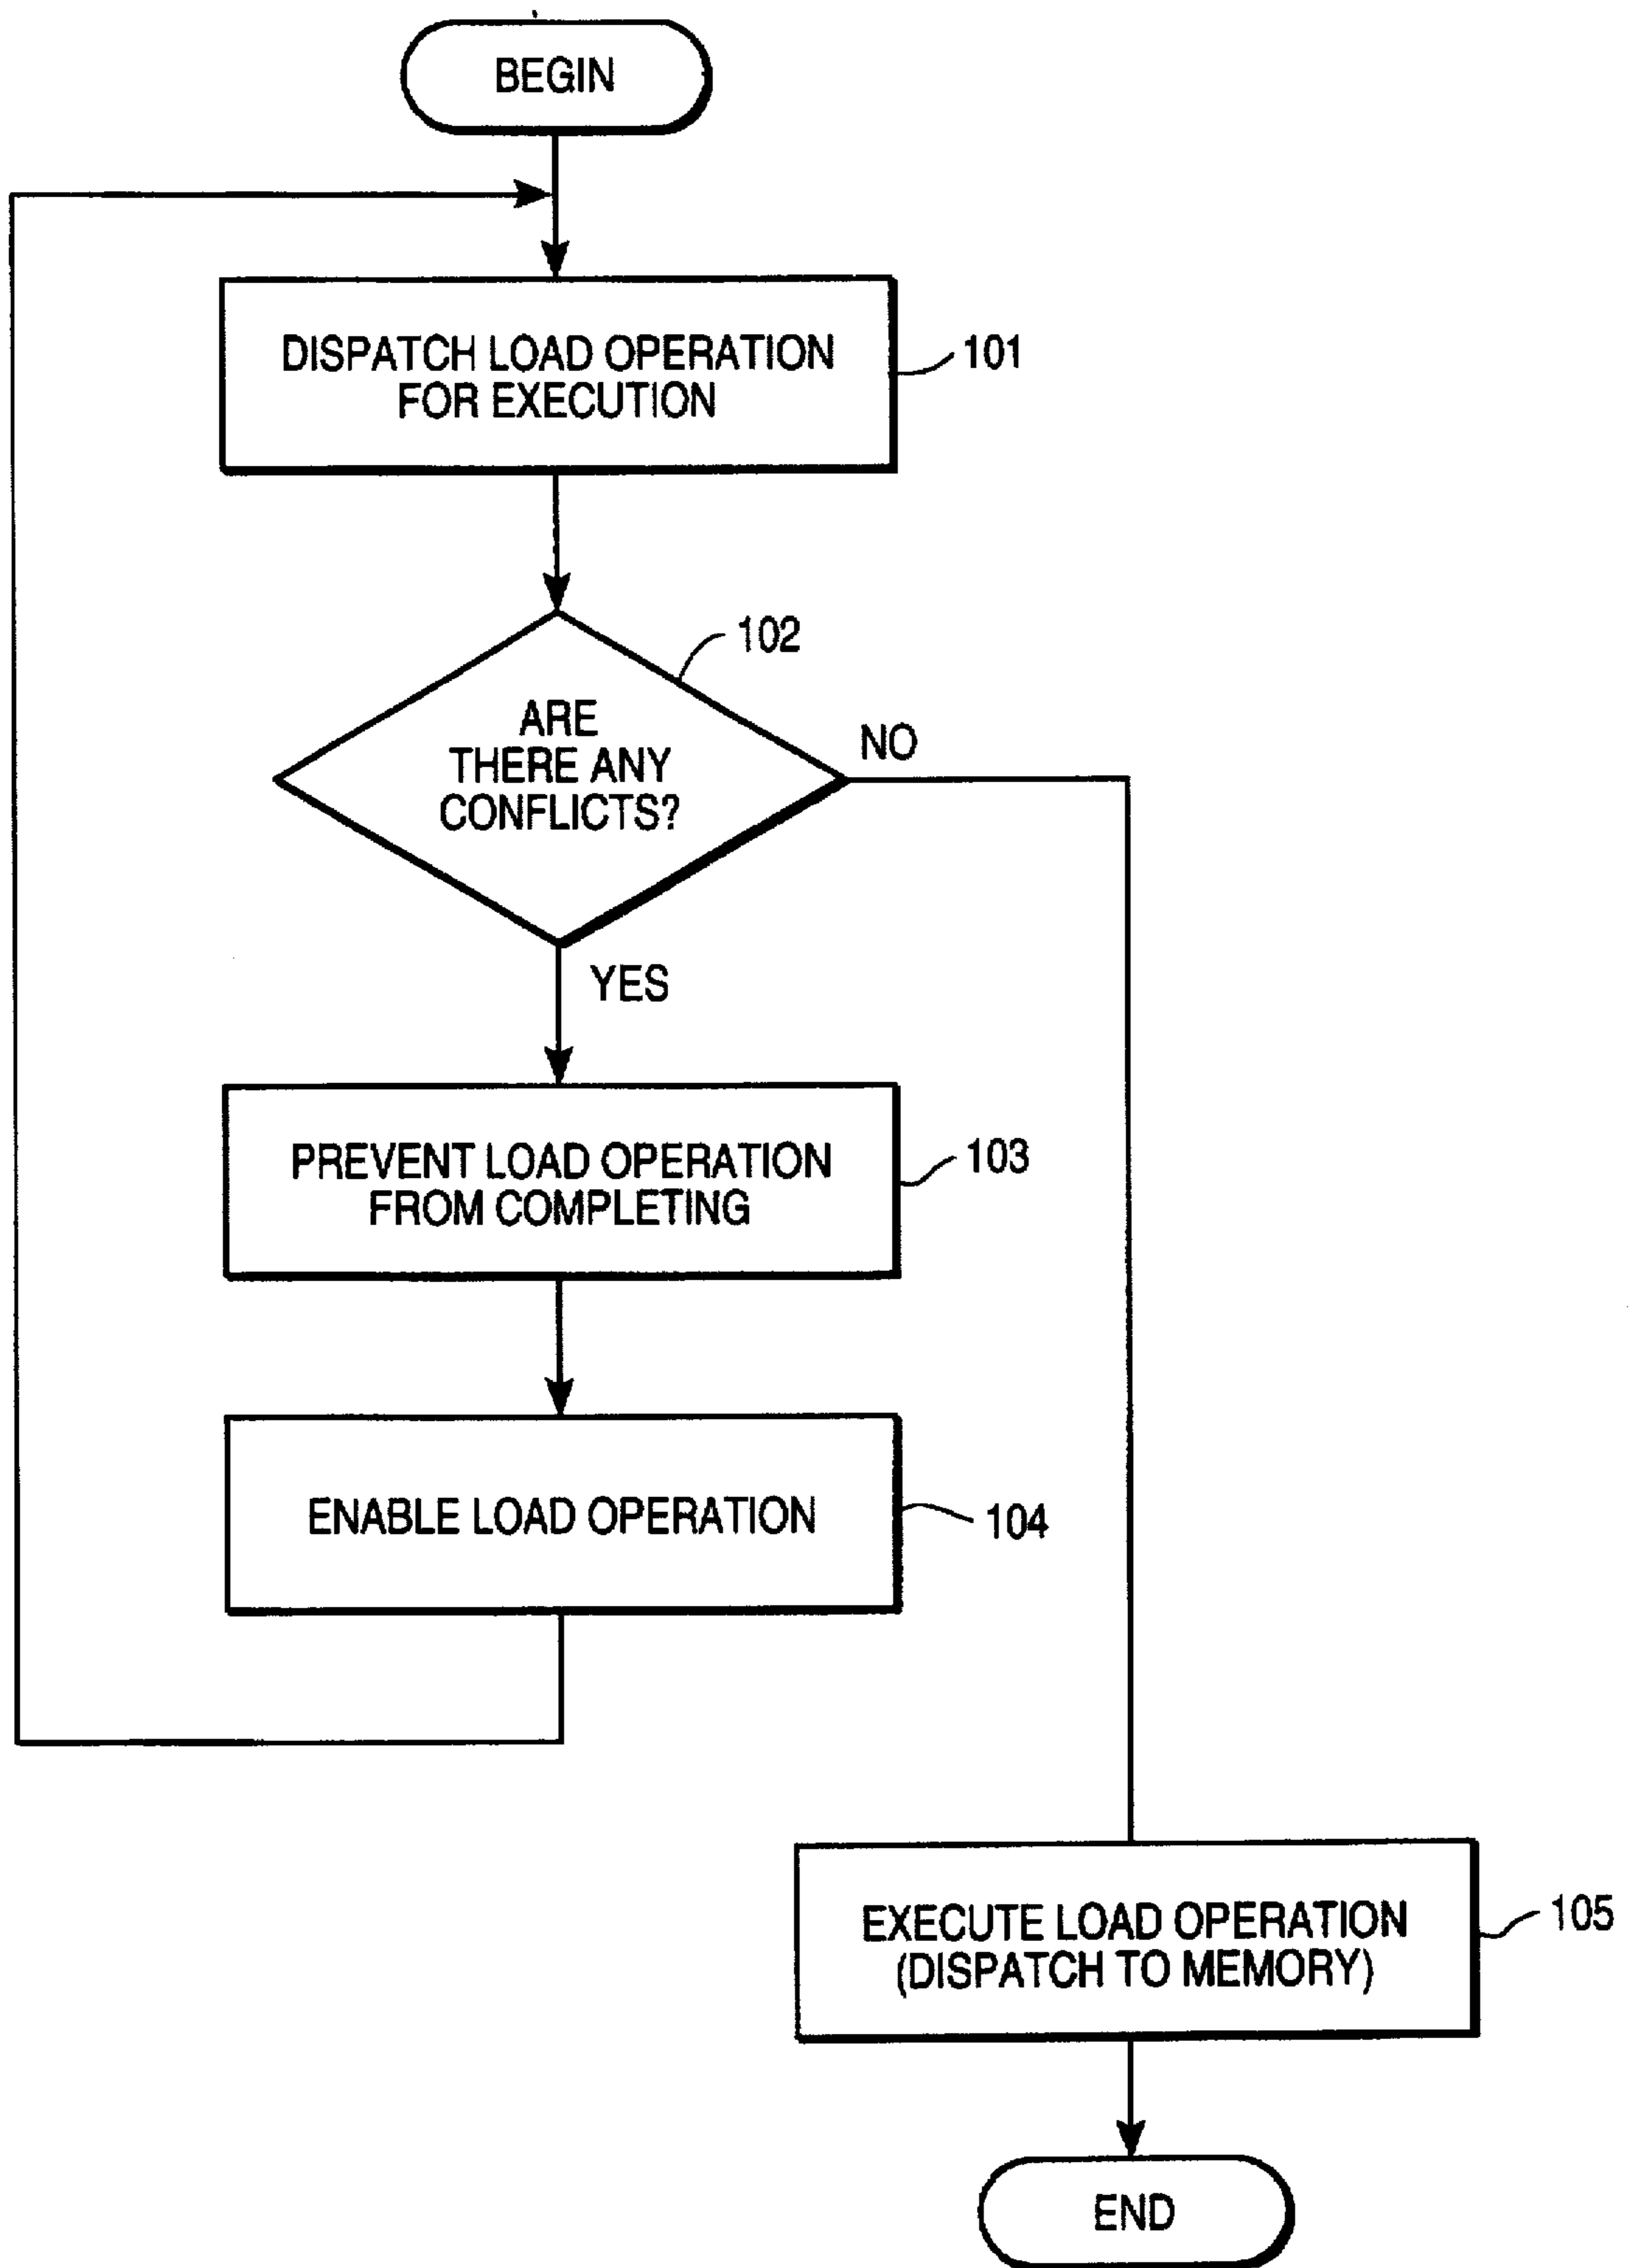 BEGIN
DISPATCH LOAD OPERATION
FOR EXECUTION
101
102
ARE
THERE ANY
CONFLICTS?
NO
YES
PREVENT LOAD OPERATION
FROM COMPLETING
103
ENABLE LOAD OPERATION
104
EXECUTE LOAD OPERATION
(DISPATCH TO MEMORY)
105
END